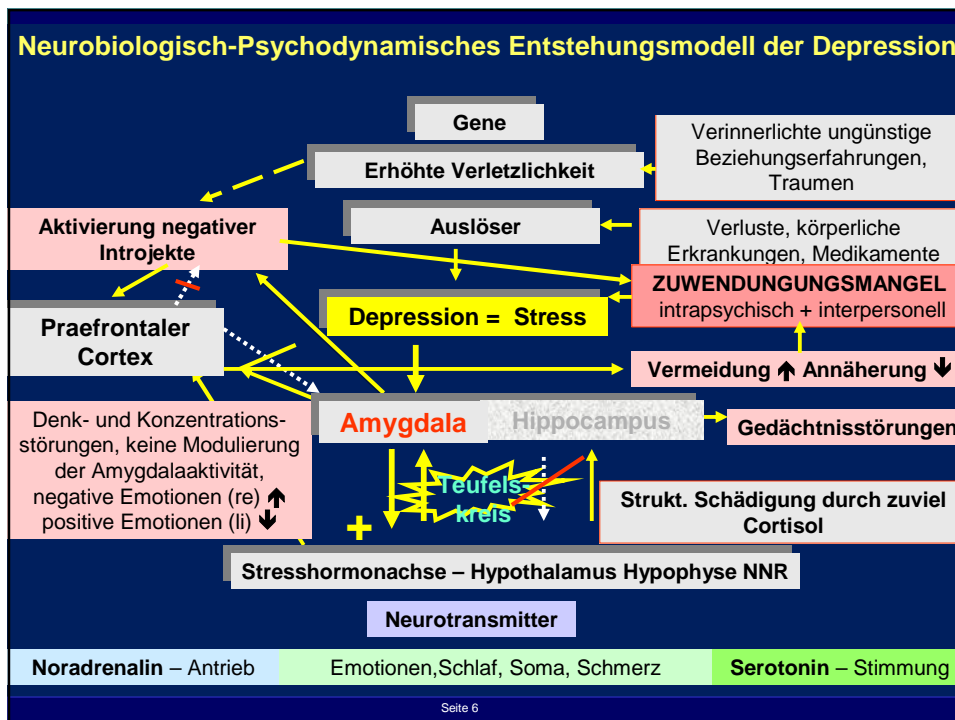 Neurobiologisch-Psychodynamisches Entstehungsmodell der Depression
Gene
Erhöhte Verletzlichkeit
Verinnerlichte ungünstige
Beziehungserfahrungen,
Traumen
Aktivierung negativer
Introjekte
Auslöser
Verluste, körperliche
Erkrankungen, Medikamente
ZUWENDUNGUNGSMANGEL
intrapsychisch + interpersonell
Depression = Stress
Praefrontaler
Cortex
Vermeidung 🡹 Annäherung 🡻
Amygdala
Hippocampus
Gedächtnisstörungen
Denk- und Konzentrations-
störungen, keine Modulierung
der Amygdalaaktivität,
negative Emotionen (re) 🡹
positive Emotionen (li) 🡻
Teufels-
kreis
+
Strukt. Schädigung durch zuviel
Cortisol
Stresshormonachse – Hypothalamus Hypophyse NNR
Neurotransmitter
Noradrenalin – Antrieb
Emotionen,Schlaf, Soma, Schmerz
Serotonin – Stimmung
Seite 6